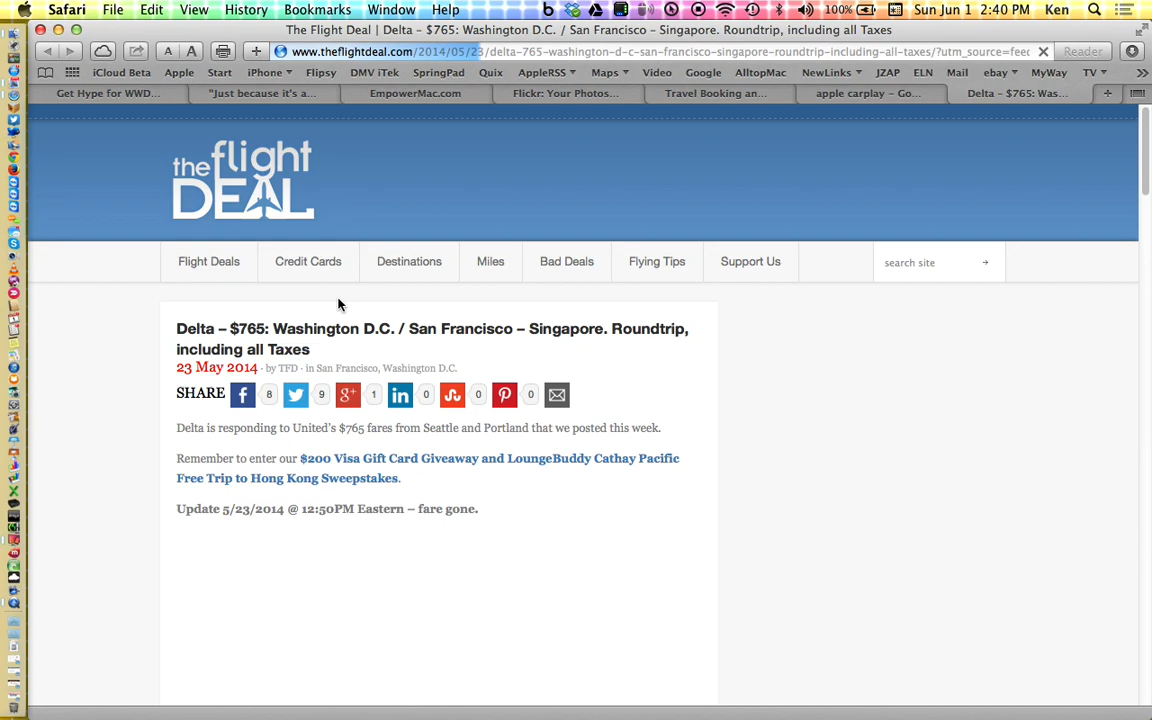 Safari File Edit View History Bookmarks Window Help 100% Sun Jun 1 2:40 PM Ken
The Flight Deal | Delta – $765: Washington D.C. / San Francisco – Singapore. Roundtrip, including all Taxes
A A www.theflightdeal.com/2014/05/23/delta-765-washington-d-c-san-francisco-singapore-roundtrip-including-all-taxes/?utm_source=feed Reader
iCloud Beta Apple Start iPhone Flipsy DMV iTek SpringPad Quix AppleRSS Maps Video Google AlltopMac NewLinks JZAP ELN Mail ebay MyWay TV
Get Hype for WWD... "Just because it's a... EmpowerMac.com Flickr: Your Photos... Travel Booking an... apple carplay – Go... Delta – $765: Was...
the flight
DEAL
Flight Deals Credit Cards Destinations Miles Bad Deals Flying Tips Support Us search site
Delta – $765: Washington D.C. / San Francisco – Singapore. Roundtrip,
including all Taxes
23 May 2014 · by TFD · in San Francisco, Washington D.C.
SHARE 8 9 1 0 0 0
Delta is responding to United's $765 fares from Seattle and Portland that we posted this week.
Remember to enter our $200 Visa Gift Card Giveaway and LoungeBuddy Cathay Pacific
Free Trip to Hong Kong Sweepstakes.
Update 5/23/2014 @ 12:50PM Eastern – fare gone.